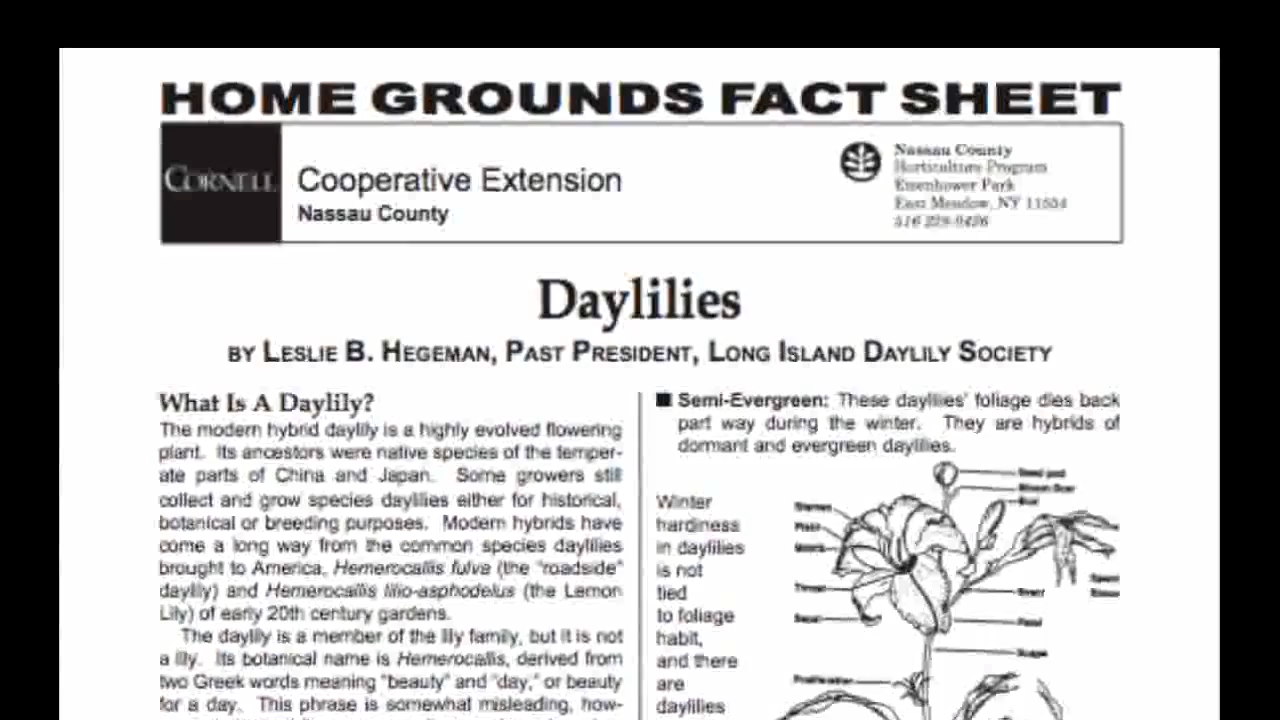 HOME GROUNDS FACT SHEET
CORNELL
Cooperative Extension
Nassau County
Nassau County
Horticulture Program
Eisenhower Park
East Meadow, NY 11554
Daylilies
BY LESLIE B. HEGEMAN, PAST PRESIDENT, LONG ISLAND DAYLILY SOCIETY
What Is A Daylily?
The modern hybrid daylily is a highly evolved flowering
plant. Its ancestors were native species of the temper-
ate parts of China and Japan. Some growers still
collect and grow species daylilies either for historical,
botanical or breeding purposes. Modern hybrids have
come a long way from the common species daylilies
brought to America, Hemerocallis fulva (the "roadside"
daylily) and Hemerocallis lilio-asphodelus (the Lemon
Lily) of early 20th century gardens.
The daylily is a member of the lily family, but it is not
a lily. Its botanical name is Hemerocallis, derived from
two Greek words meaning "beauty" and "day," or beauty
for a day. This phrase is somewhat misleading, how-
■ Semi-Evergreen: These daylilies' foliage dies back
part way during the winter. They are hybrids of
dormant and evergreen daylilies.
Winter
hardiness
in daylilies
is not
tied
to foliage
habit,
and there
are
daylilies
Seed pod
Bloom Scar
Bud
Stamen
Pistil
Throat
Sepal
Petal
Scape
Proliferation